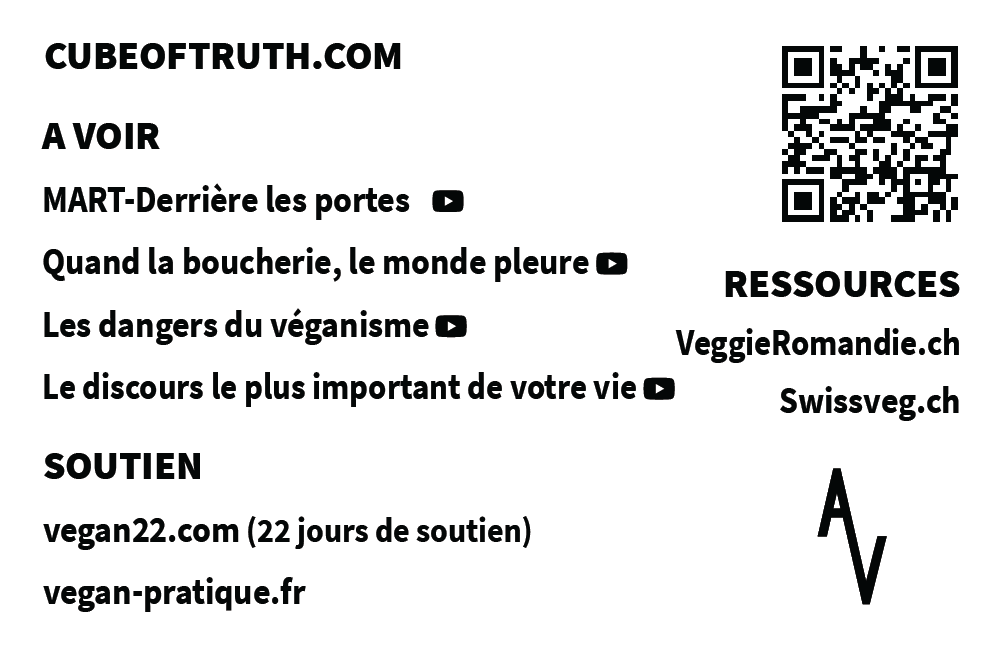 CUBEOFTRUTH.COM
A VOIR
MART-Derrière les portes
Quand la boucherie, le monde pleure
Les dangers du véganisme
Le discours le plus important de votre vie
SOUTIEN
vegan22.com (22 jours de soutien)
vegan-pratique.fr
RESSOURCES
VeggieRomandie.ch
Swissveg.ch
AV